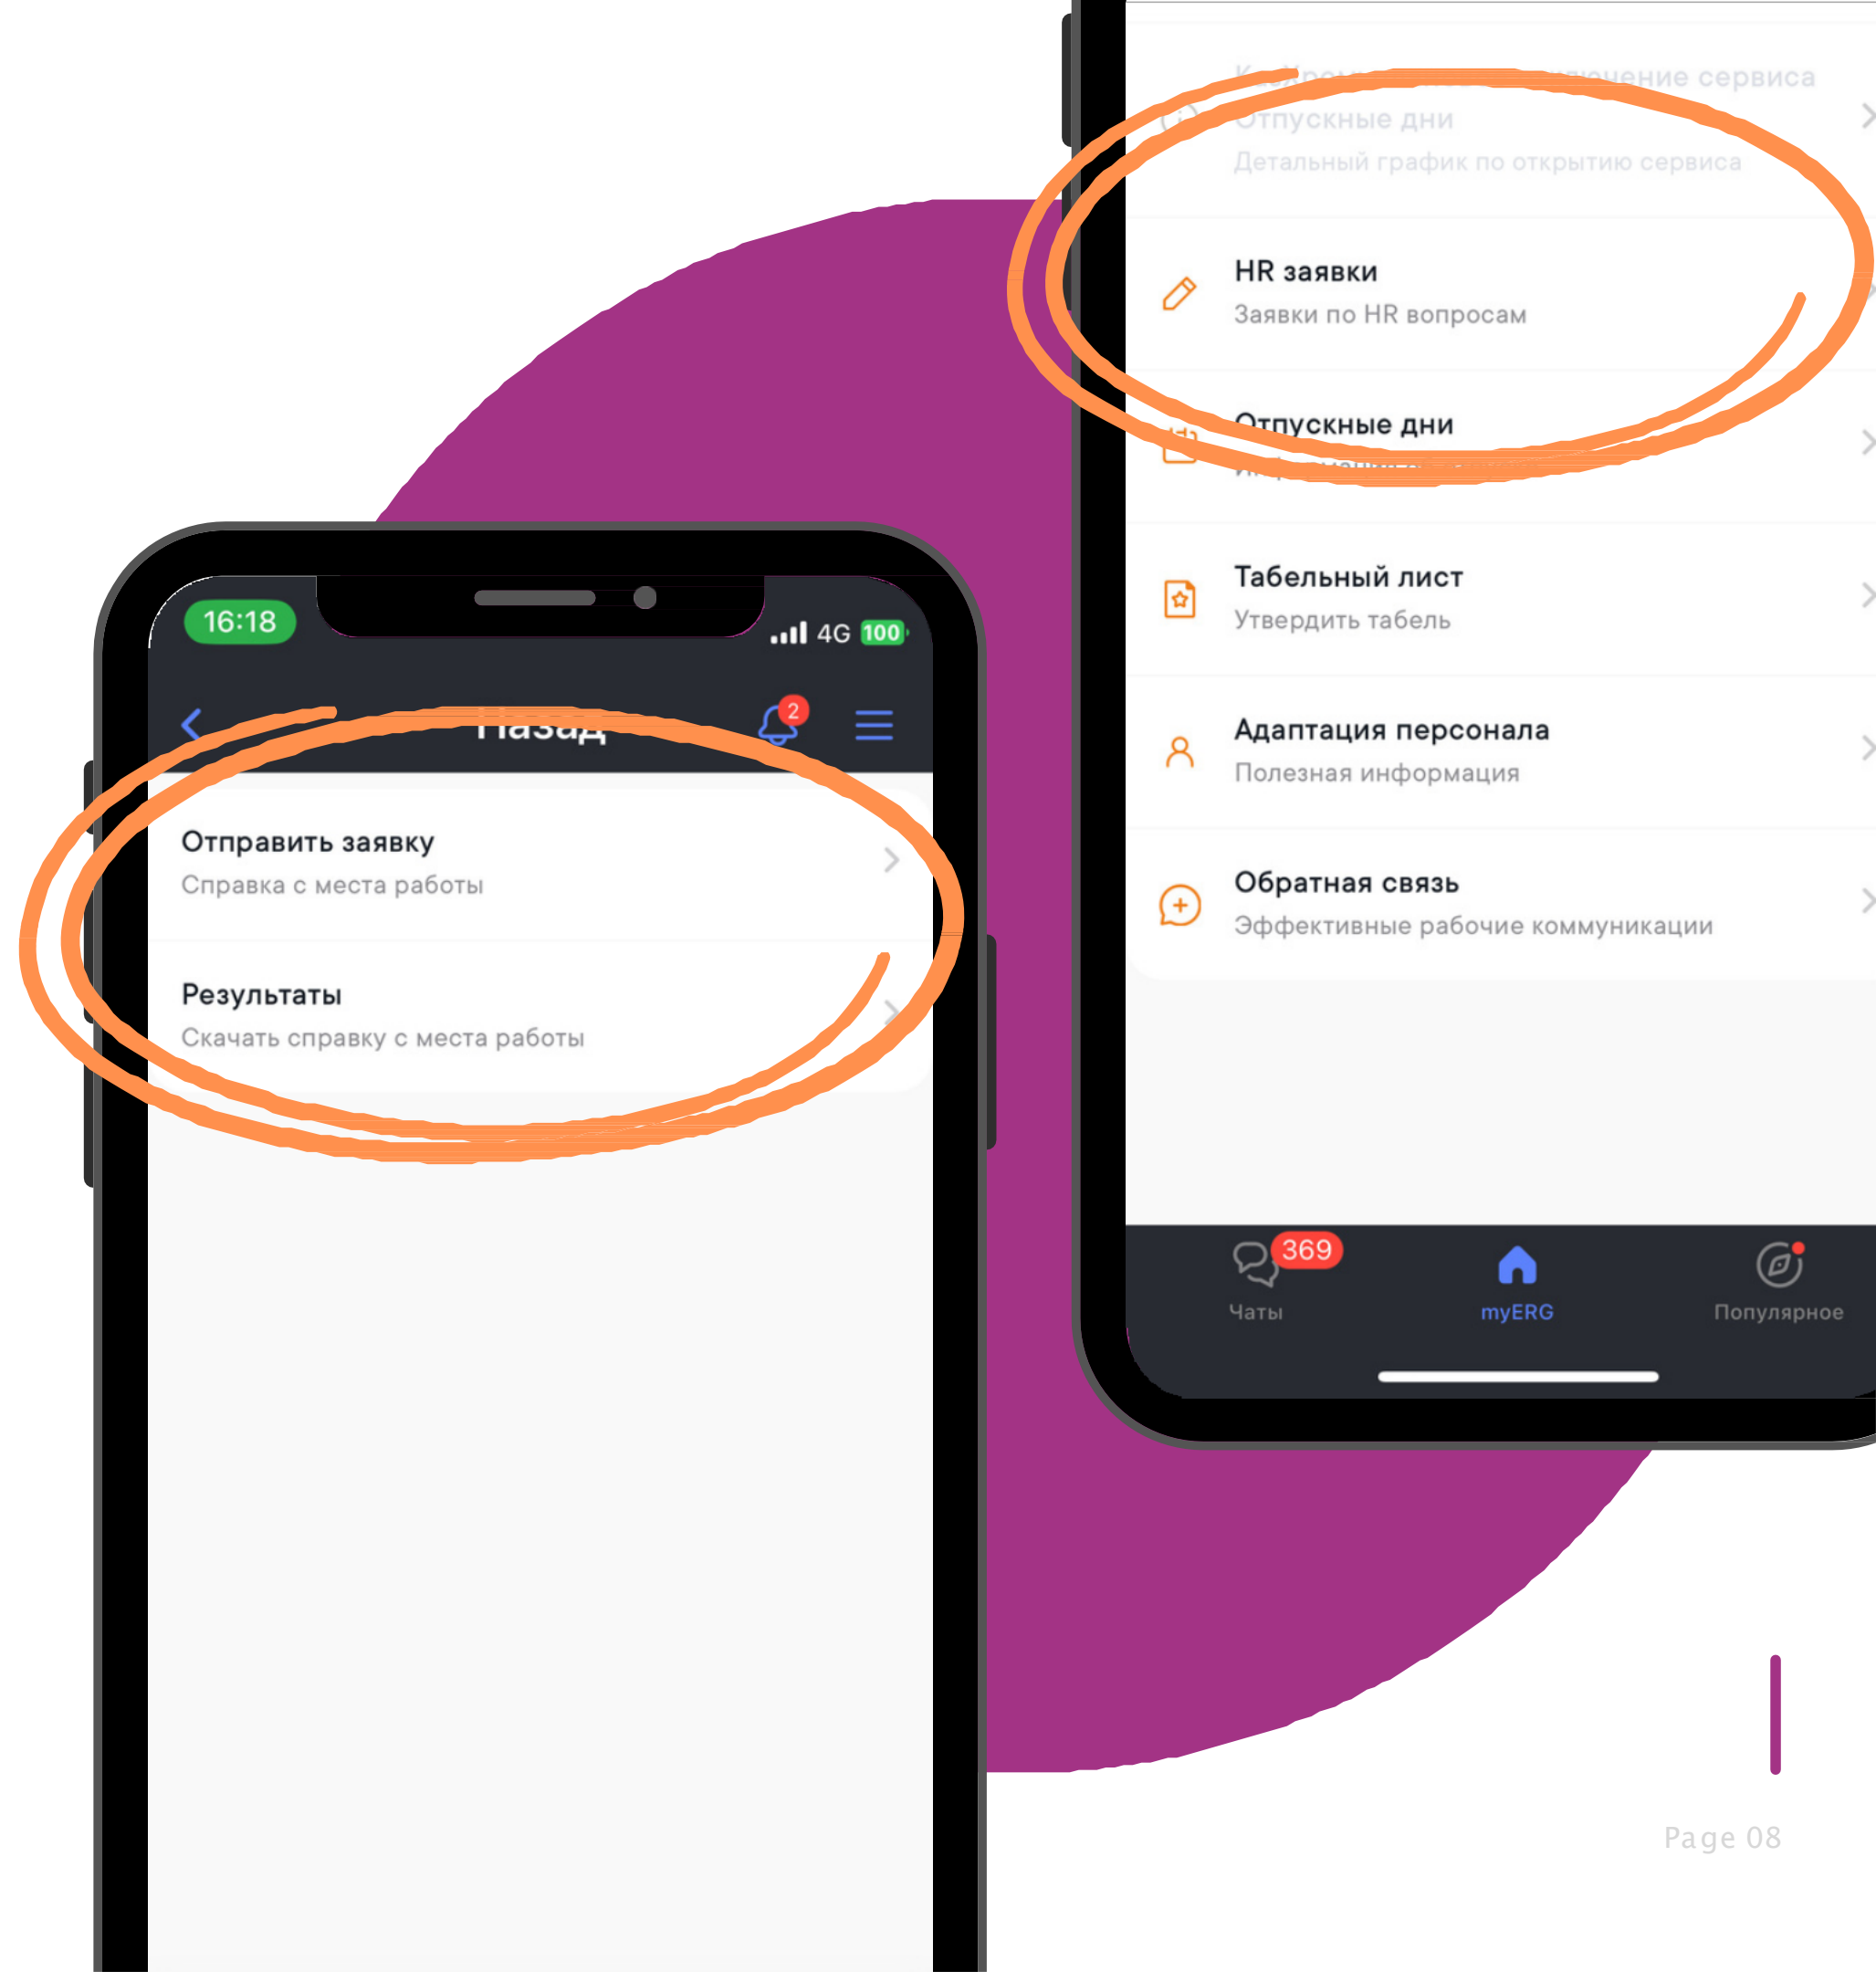 сервиса
Отпускные дни
Детальный график по открытию сервиса
HR заявки
Заявки по HR вопросам
Отпускные дни
Табельный лист
Утвердить табель
Адаптация персонала
Полезная информация
Обратная связь
Эффективные рабочие коммуникации
369
Чаты
myERG
Популярное
16:18
4G 100
Назад
2
Отправить заявку
Справка с места работы
Результаты
Скачать справку с места работы
Page 08